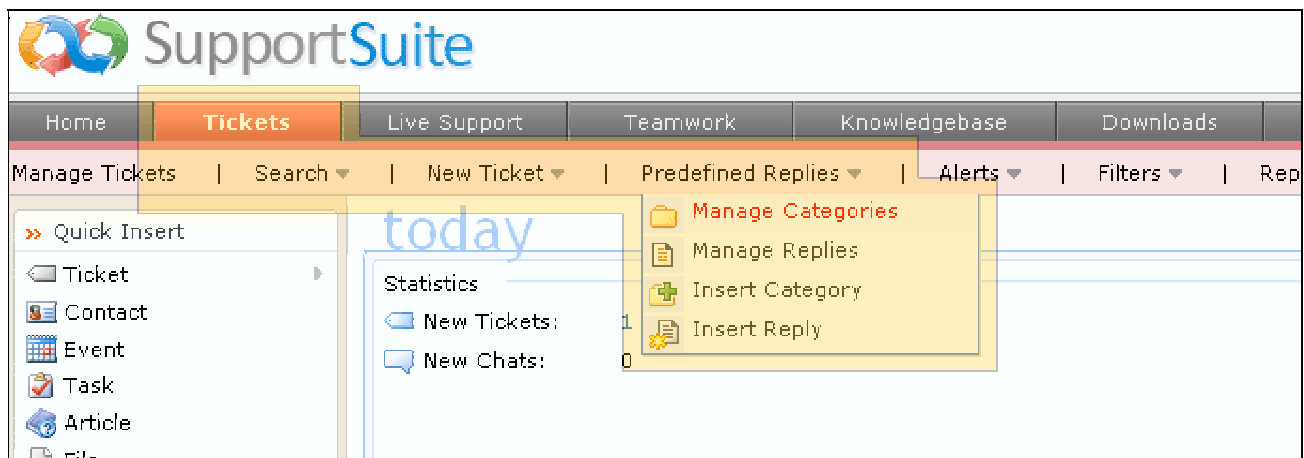 SupportSuite
Home Tickets Live Support Teamwork Knowledgebase Downloads
Manage Tickets | Search | New Ticket | Predefined Replies | Alerts | Filters | Rep
today
Manage Categories
Manage Replies
Insert Category
Insert Reply
Quick Insert
Ticket
Contact
Event
Task
Article
Statistics
New Tickets: 1
New Chats: 0